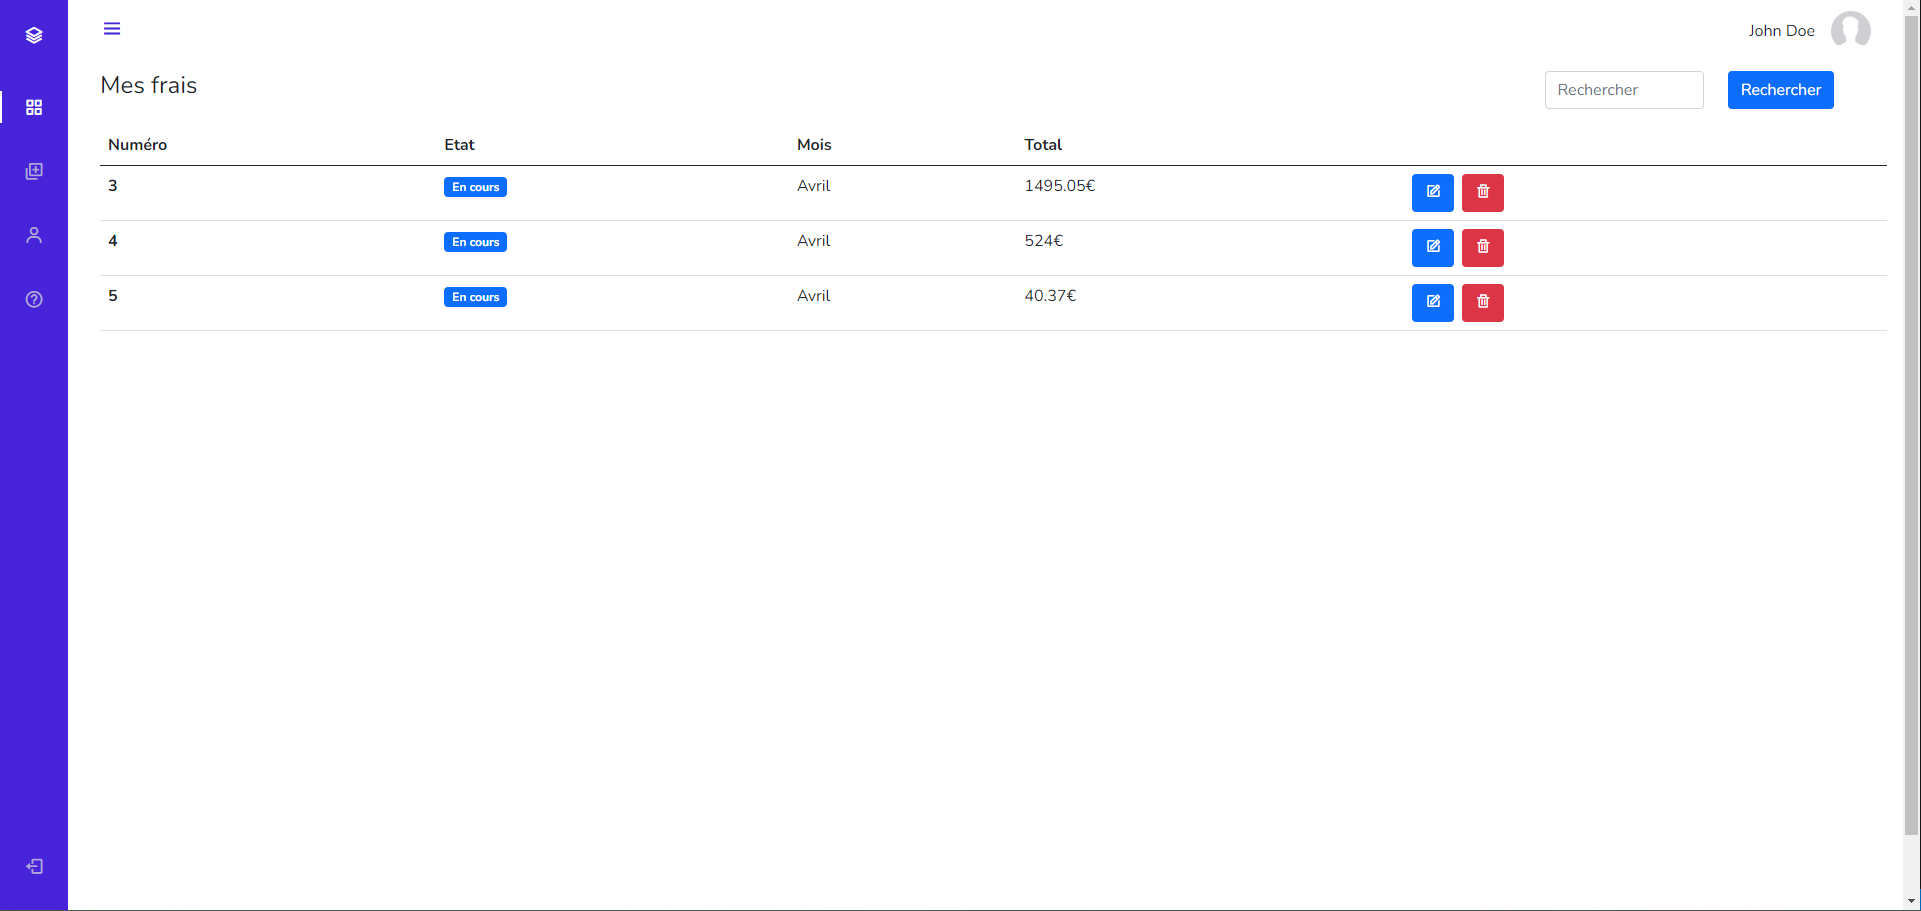 John Doe
Mes frais
Rechercher Rechercher
Numéro Etat Mois Total
3 En cours Avril 1495.05€
4 En cours Avril 524€
5 En cours Avril 40.37€